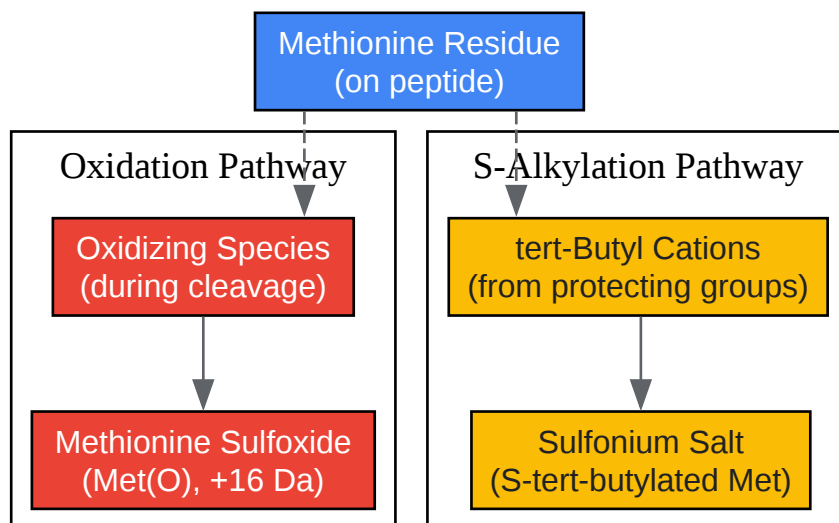 Methionine Residue
(on peptide)
Oxidation Pathway
S-Alkylation Pathway
Oxidizing Species
(during cleavage)
tert-Butyl Cations
(from protecting groups)
Methionine Sulfoxide
(Met(O), +16 Da)
Sulfonium Salt
(S-tert-butylated Met)